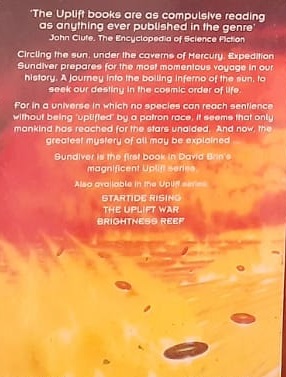 'The Uplift books are as compulsive reading
as anything ever published in the genre'
John Clute, The Encyclopedia of Science Fiction
Circling the sun, under the caverns of Mercury, Expedition
Sundiver prepares for the most momentous voyage in our
history. A journey into the boiling inferno of the sun, to
seek our destiny in the cosmic order of life.
For in a universe in which no species can reach sentience
without being 'uplifted' by a patron race, it seems that only
mankind has reached for the stars unaided. And now, the
greatest mystery of all may be explained ...
Sundiver is the first book in David Brin's
magnificent Uplift series.
Also available in the Uplift series
STARTIDE RISING
THE UPLIFT WAR
BRIGHTNESS REEF